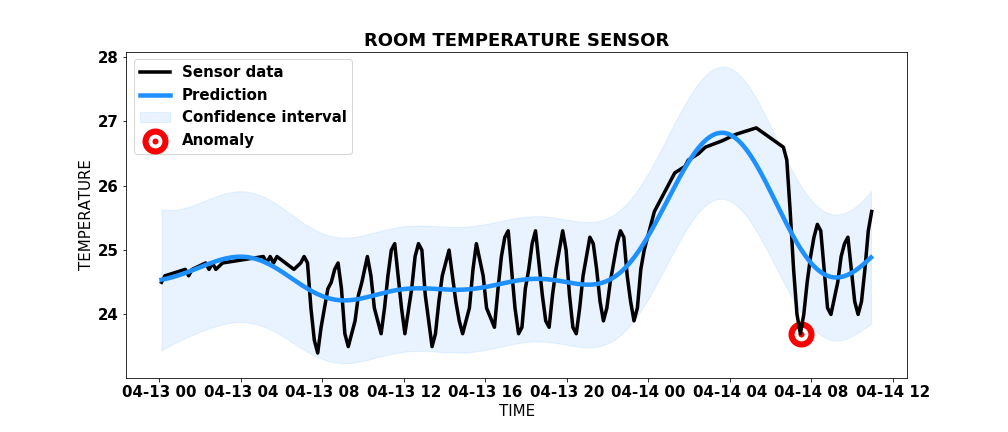 ROOM TEMPERATURE SENSOR
Sensor data
Prediction
Confidence interval
Anomaly
TEMPERATURE
28
27
26
25
24
04-13 00 04-13 04 04-13 08 04-13 12 04-13 16 04-13 20 04-14 00 04-14 04 04-14 08 04-14 12
TIME